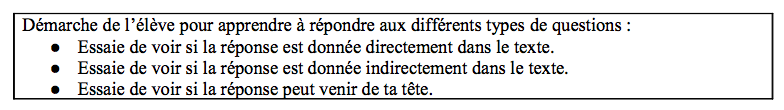 Démarche de l’élève pour apprendre à répondre aux différents types de questions :
● Essaie de voir si la réponse est donnée directement dans le texte.
● Essaie de voir si la réponse est donnée indirectement dans le texte.
● Essaie de voir si la réponse peut venir de ta tête.